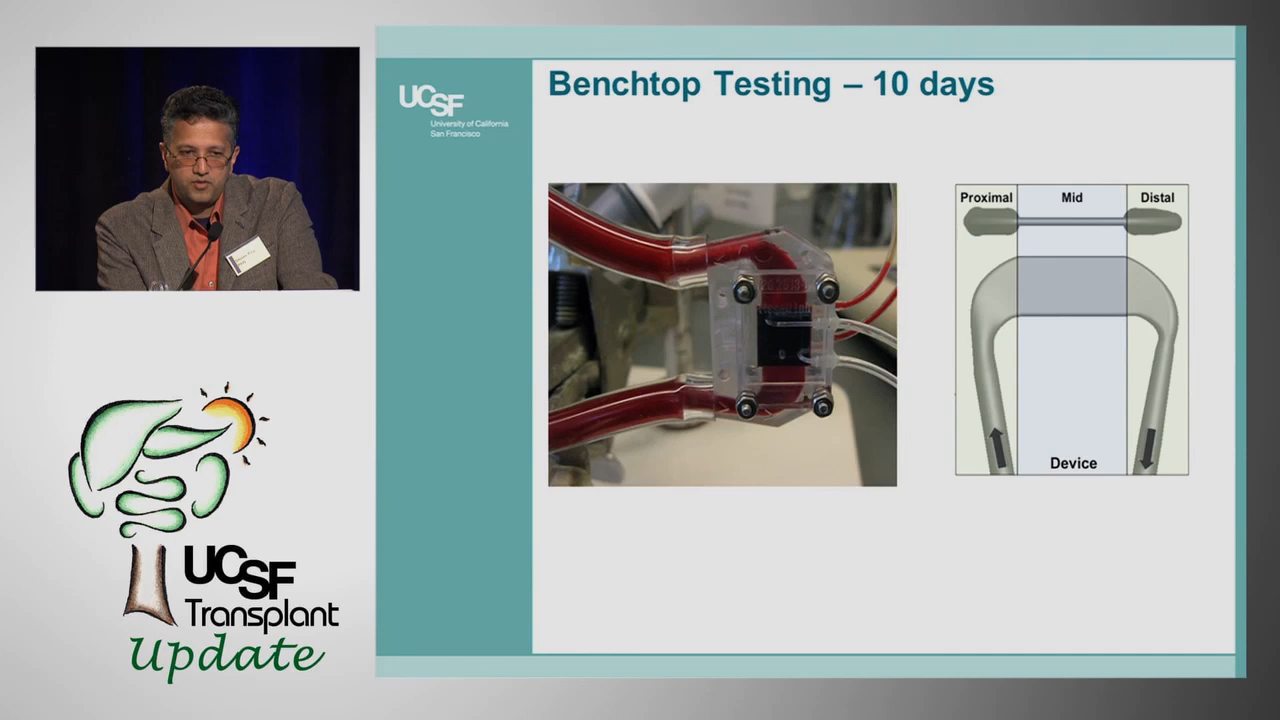 Benchtop Testing – 10 days
UCSF
University of California
San Francisco
Proximal
Mid
Distal
Device
UCSF
Transplant
Update